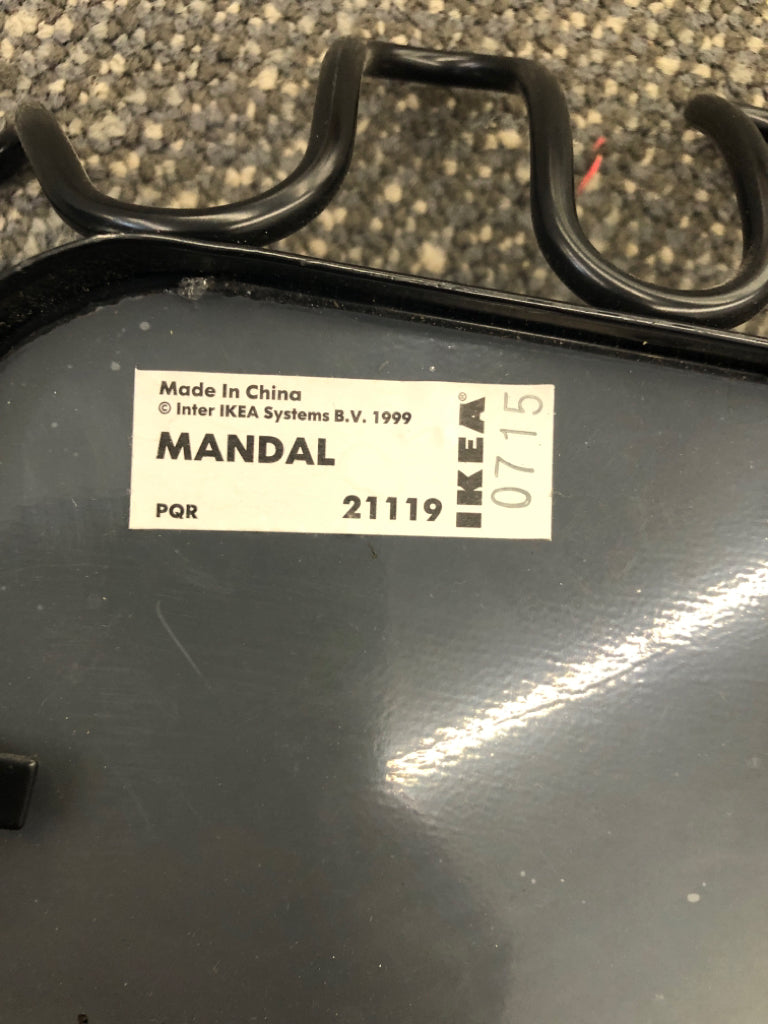 Made In China
© Inter IKEA Systems B.V. 1999
MANDAL
PQR 21119
IKEA®
0715